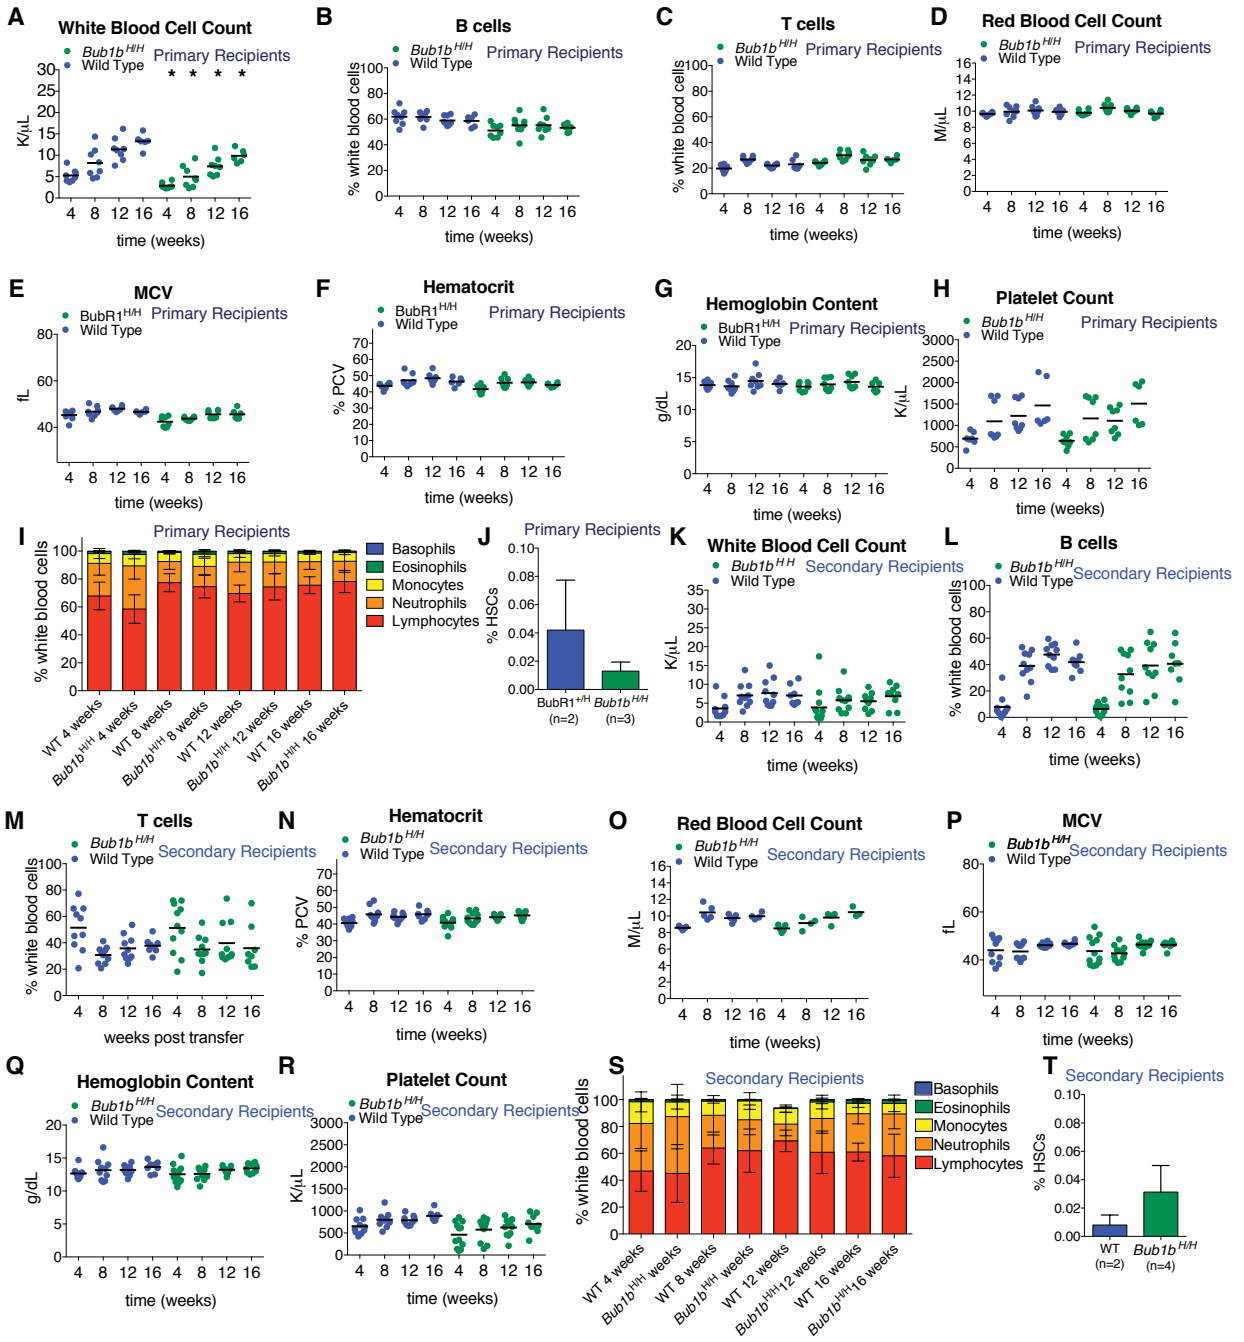 A
White Blood Cell Count
Bub1b H/H
Wild Type
Primary Recipients
* * * *
K/µL
30
25
20
15
10
5
0
4 8 12 16 4 8 12 16
time (weeks)
B
B cells
Bub1b H/H
Wild Type
Primary Recipients
% white blood cells
100
80
60
40
20
0
4 8 12 16 4 8 12 16
time (weeks)
C
T cells
Bub1b H/H
Wild Type
Primary Recipients
% white blood cells
100
80
60
40
20
0
4 8 12 16 4 8 12 16
time (weeks)
D
Red Blood Cell Count
Bub1b H/H
Wild Type
Primary Recipients
M/µL
16
14
12
10
8
6
4
2
0
4 8 12 16 4 8 12 16
time (weeks)
E
MCV
BubR1H/H
Wild Type
Primary Recipients
fL
80
60
40
4 8 12 16 4 8 12 16
time (weeks)
F
Hematocrit
BubR1H/H
Wild Type
Primary Recipients
% PCV
70
60
50
40
30
20
10
0
4 8 12 16 4 8 12 16
time (weeks)
G
Hemoglobin Content
BubR1H/H
Wild Type
Primary Recipients
g/dL
20
15
10
5
0
4 8 12 16 4 8 12 16
time (weeks)
H
Platelet Count
Bub1b H/H
Wild Type
Primary Recipients
K/µL
3000
2000
1500
1000
500
0
4 8 12 16 4 8 12 16
time (weeks)
I
Primary Recipients
% white blood cells
100
80
60
40
20
0
WT 4 weeks
Bub1b H/H 4 weeks
WT 8 weeks
Bub1b H/H 8 weeks
WT 12 weeks
Bub1b H/H 12 weeks
WT 16 weeks
Bub1b H/H 16 weeks
Basophils
Eosinophils
Monocytes
Neutrophils
Lymphocytes
J
Primary Recipients
% HSCs
0.10
0.08
0.06
0.04
0.02
0.00
BubR1+/H Bub1b H/H
(n=2) (n=3)
K
White Blood Cell Count
Bub1b H H
Wild Type
Secondary Recipients
K/µL
35
30
25
20
15
10
5
0
4 8 12 16 4 8 12 16
time (weeks)
L
B cells
Bub1b H/H
Wild Type
Secondary Recipients
% white blood cells
100
80
60
40
20
0
4 8 12 16 4 8 12 16
time (weeks)
M
T cells
Bub1b H/H
Wild Type
Secondary Recipients
% white blood cells
100
80
60
40
20
0
4 8 12 16 4 8 12 16
weeks post transfer
N
Hematocrit
Bub1b H/H
Wild Type
Secondary Recipients
% PCV
70
60
50
40
30
20
10
0
4 8 12 16 4 8 12 16
time (weeks)
O
Red Blood Cell Count
Bub1b H/H
Wild Type
Secondary Recipients
M/µL
16
14
12
10
8
6
4
2
0
4 8 12 16 4 8 12 16
time (weeks)
P
MCV
Bub1b H/H
Wild Type
Secondary Recipients
fL
80
60
40
4 8 12 16 4 8 12 16
time (weeks)
Q
Hemoglobin Content
Bub1b H/H
Wild Type
Secondary Recipients
g/dL
20
15
10
5
0
4 8 12 16 4 8 12 16
time (weeks)
R
Platelet Count
Bub1b H/H
Wild Type
Secondary Recipients
K/µL
3000
2000
1500
1000
500
0
4 8 12 16 4 8 12 16
time (weeks)
S
Secondary Recipients
% white blood cells
100
80
60
40
20
0
WT 4 weeks
Bub1b H/H weeks
WT 8 weeks
Bub1b H/H weeks
WT 12 weeks
Bub1b H/H 12 weeks
WT 16 weeks
Bub1b H/H 16 weeks
Basophils
Eosinophils
Monocytes
Neutrophils
Lymphocytes
T
Secondary Recipients
% HSCs
0.10
0.08
0.06
0.04
0.02
0.00
WT Bub1b H/H
(n=2) (n=4)